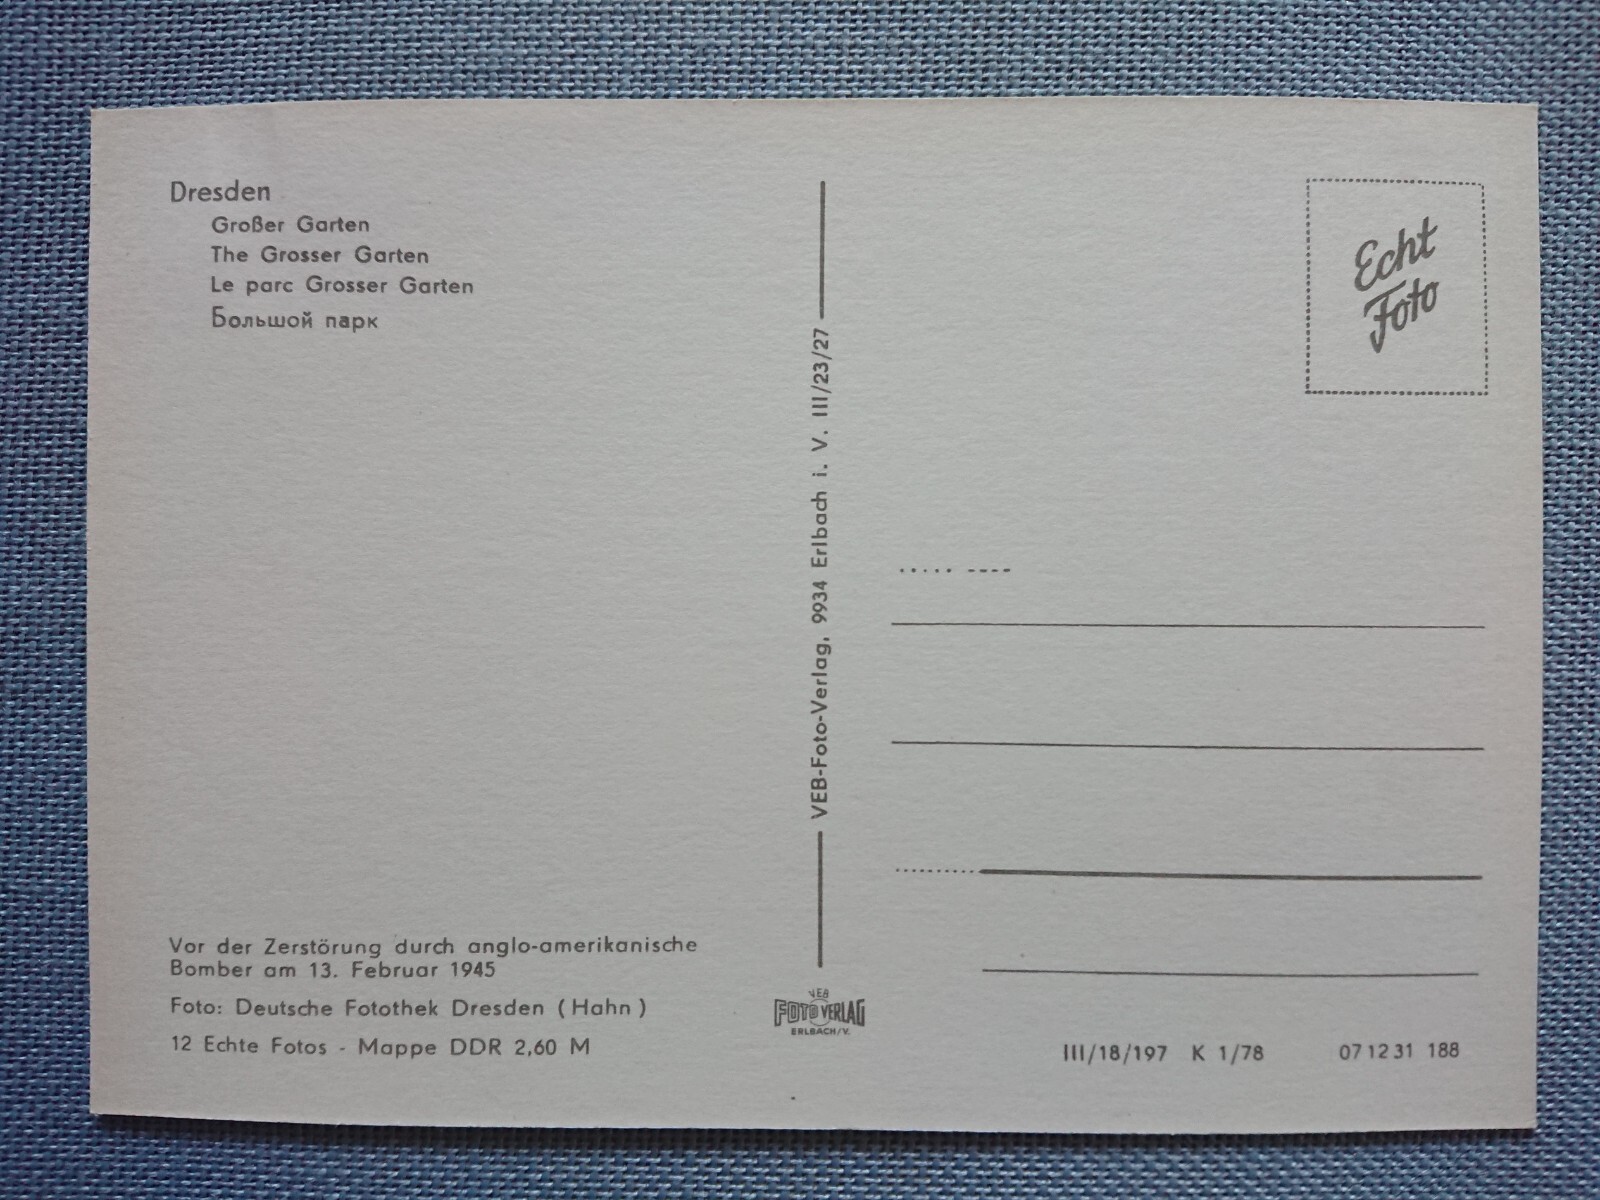 Dresden
Großer Garten
The Grosser Garten
Le parc Grosser Garten
Большой парк
Vor der Zerstörung durch anglo-amerikanische
Bomber am 13. Februar 1945
Foto: Deutsche Fotothek Dresden (Hahn)
12 Echte Fotos - Mappe DDR 2,60 M
VEB-Foto-Verlag, 9934 Erlbach i. V. III/23/27
VEB
FOTO VERLAG
ERLBACH/V.
Echt
Foto
III/18/197 K 1/78 07 12 31 188